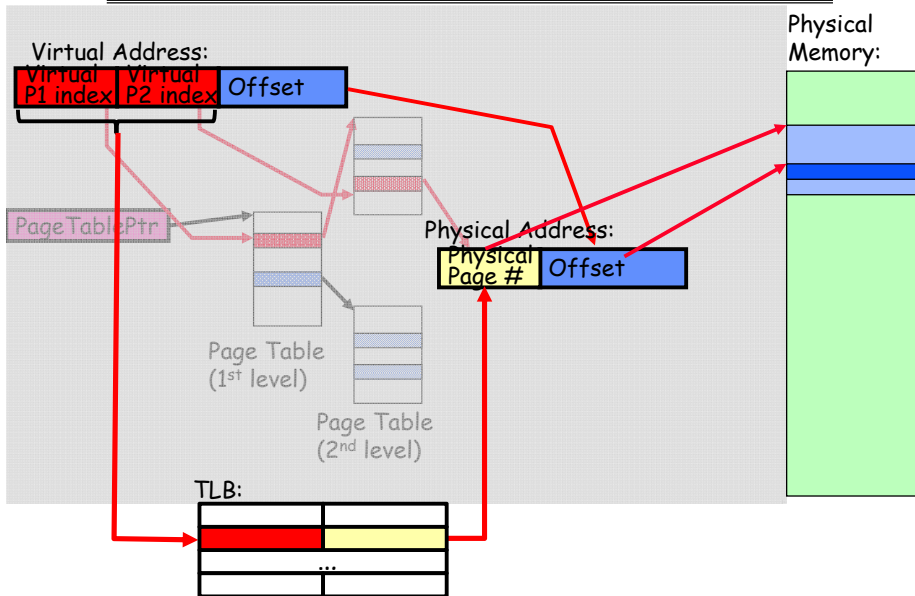 Virtual Address:
Physical
Memory:
Virtual
P1 index
Virtual
P2 index
Offset
PageTablePtr
Physical Address:
Physical
Page #
Offset
Page Table
(1st level)
Page Table
(2nd level)
TLB:
...